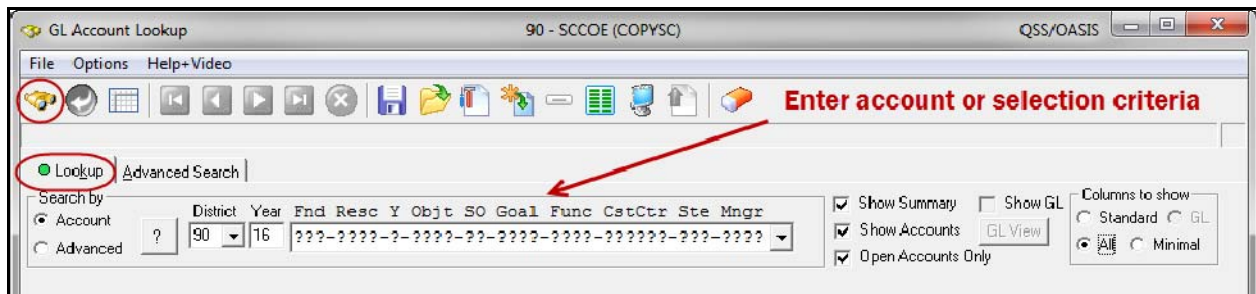 GL Account Lookup 90 - SCCOE (COPYSC) QSS/OASIS
File Options Help+Video
Enter account or selection criteria
Lookup Advanced Search
Search by
Account
Advanced
?
District Year Fnd Resc Y Objt SO Goal Func CstCtr Ste Mngr
90 16 ???-????-?-????-??-????-????-??????-???-????
Show Summary Show GL
Show Accounts GL View
Open Accounts Only
Columns to show
Standard GL
All Minimal